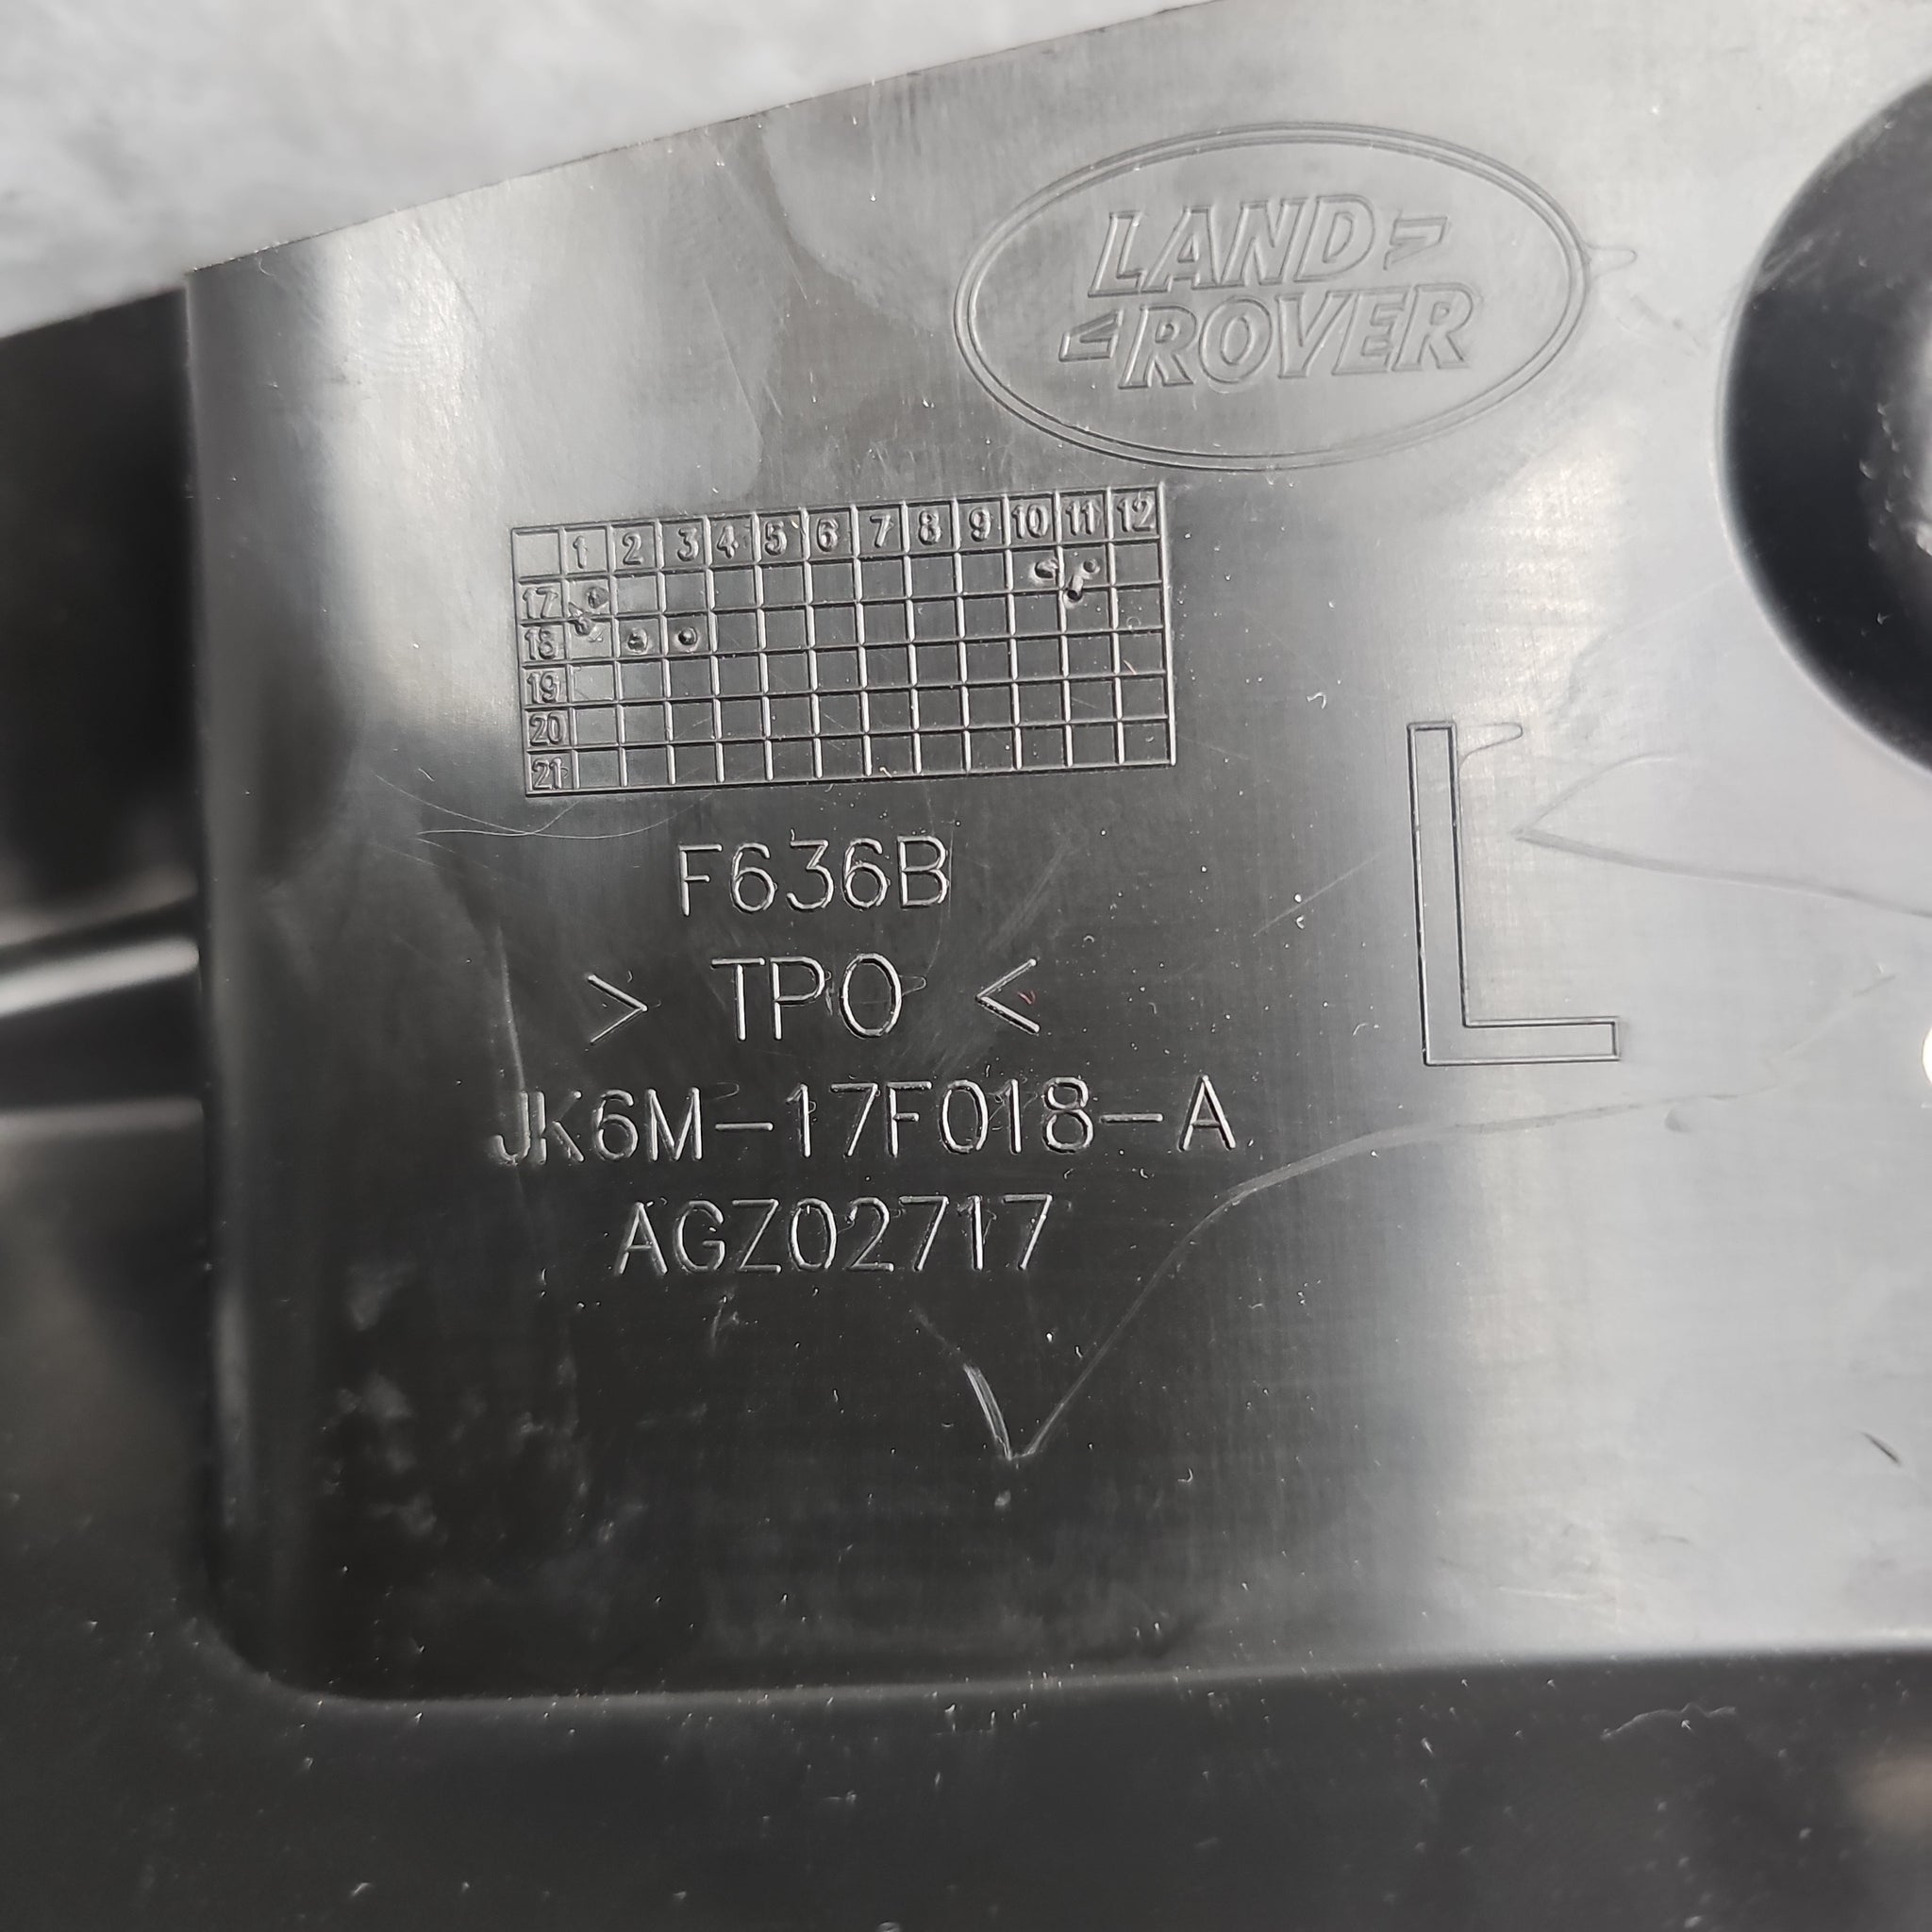 LAND
ROVER
1 2 3 4 5 6 7 8 9 10 11 12
17
18
19
20
21
L
F636B
> TPO <
JK6M-17F018-A
AGZ02717